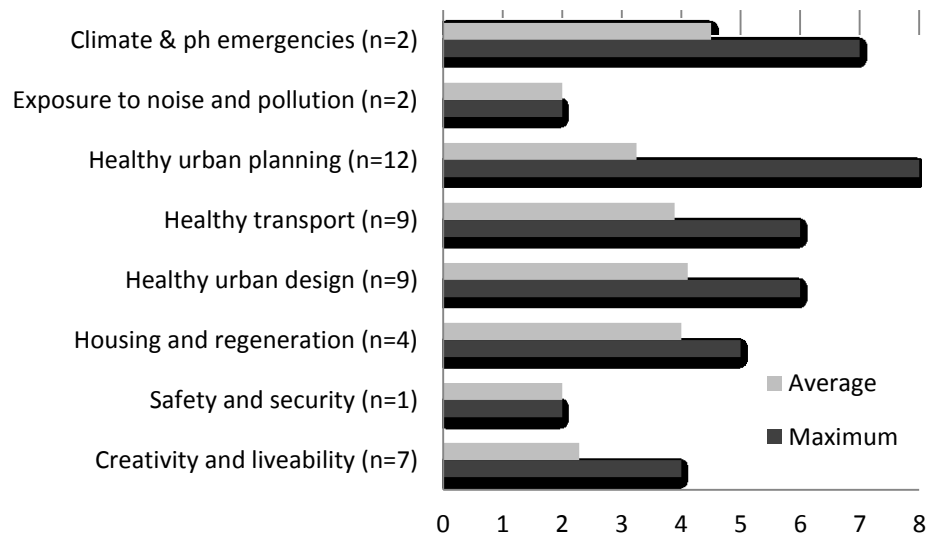 Climate & ph emergencies (n=2)
Exposure to noise and pollution (n=2)
Healthy urban planning (n=12)
Healthy transport (n=9)
Healthy urban design (n=9)
Housing and regeneration (n=4)
Average
Safety and security (n=1)
Maximum
Creativity and liveability (n=7)
0 1 2 3 4 5 6 7 8